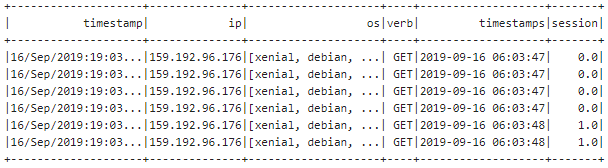 +--------------------+--------------+--------------------+----+-------------------+-------+
|           timestamp|            ip|                  os|verb|         timestamps|session|
+--------------------+--------------+--------------------+----+-------------------+-------+
|16/Sep/2019:19:03...|159.192.96.176|[xenial, debian, ...| GET|2019-09-16 06:03:47|    0.0|
|16/Sep/2019:19:03...|159.192.96.176|[xenial, debian, ...| GET|2019-09-16 06:03:47|    0.0|
|16/Sep/2019:19:03...|159.192.96.176|[xenial, debian, ...| GET|2019-09-16 06:03:47|    0.0|
|16/Sep/2019:19:03...|159.192.96.176|[xenial, debian, ...| GET|2019-09-16 06:03:47|    0.0|
|16/Sep/2019:19:03...|159.192.96.176|[xenial, debian, ...| GET|2019-09-16 06:03:48|    1.0|
|16/Sep/2019:19:03...|159.192.96.176|[xenial, debian, ...| GET|2019-09-16 06:03:48|    1.0|
+--------------------+--------------+--------------------+----+-------------------+-------+